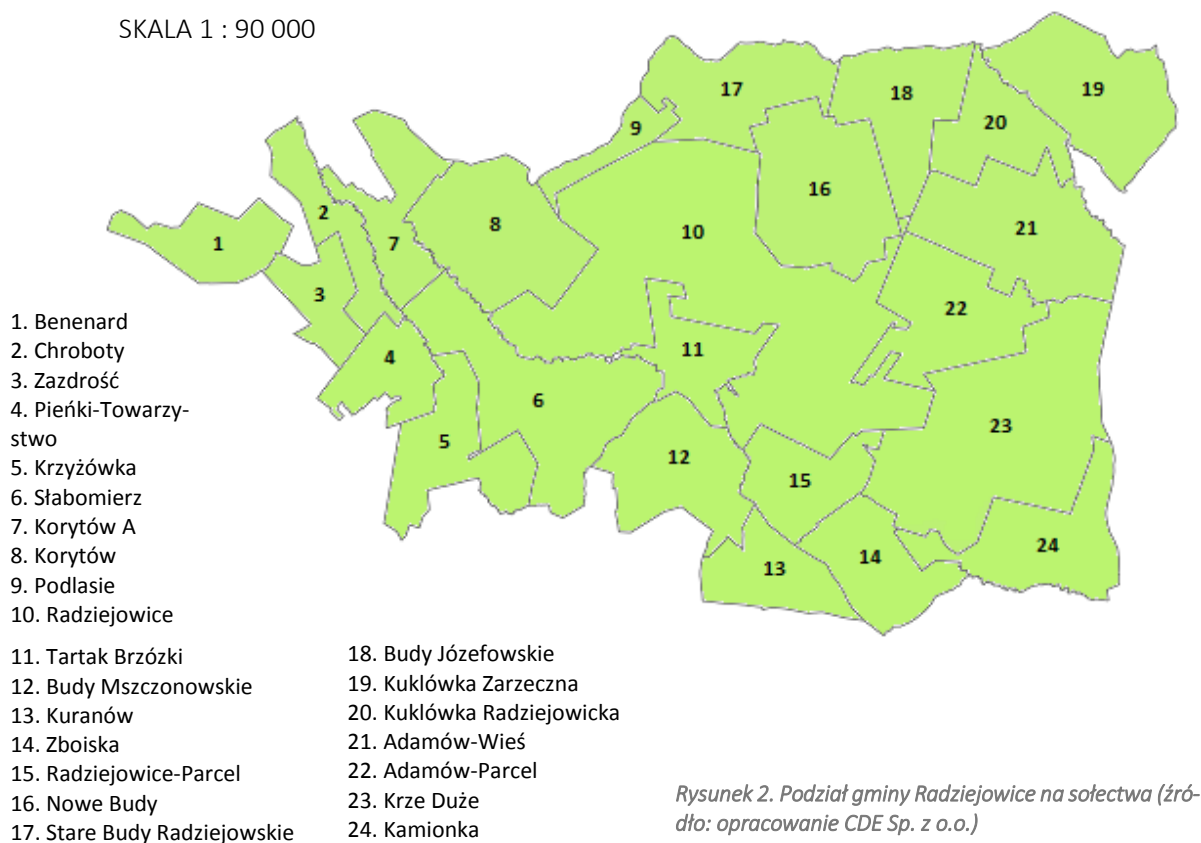 SKALA 1 : 90 000
17
19
18
20
9
16
2
8
10
21
1
7
3
22
11
4
6
23
5
12
15
24
14
13
1. Benenard
2. Chroboty
3. Zazdrość
4. Pieńki-Towarzy-
stwo
5. Krzyżówka
6. Słabomierz
7. Korytów A
8. Korytów
9. Podlasie
10. Radziejowice
11. Tartak Brzózki
12. Budy Mszczonowskie
13. Kuranów
14. Zboiska
15. Radziejowice-Parcel
16. Nowe Budy
17. Stare Budy Radziejowskie
18. Budy Józefowskie
19. Kuklówka Zarzeczna
20. Kuklówka Radziejowicka
21. Adamów-Wieś
22. Adamów-Parcel
23. Krze Duże
24. Kamionka
Rysunek 2. Podział gminy Radziejowice na sołectwa (źró-
dło: opracowanie CDE Sp. z o.o.)